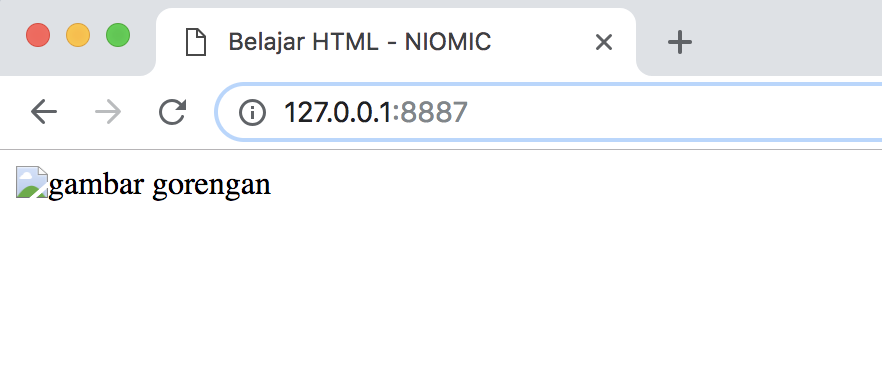 Belajar HTML - NIOMIC
127.0.0.1:8887
gambar gorengan